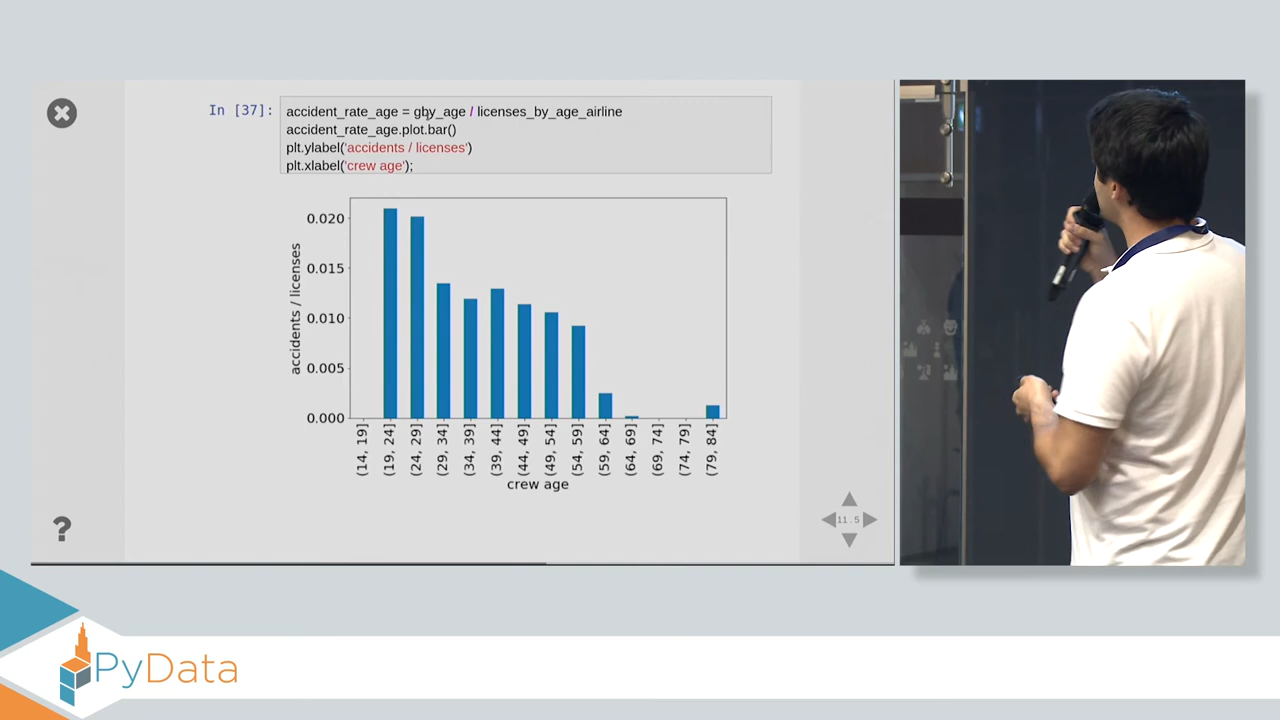 In [37]:
accident_rate_age = gby_age / licenses_by_age_airline
accident_rate_age.plot.bar()
plt.ylabel('accidents / licenses')
plt.xlabel('crew age');
accidents / licenses
0.020
0.015
0.010
0.005
0.000
(14, 19]
(19, 24]
(24, 29]
(29, 34]
(34, 39]
(39, 44]
(44, 49]
(49, 54]
(54, 59]
(59, 64]
(64, 69]
(69, 74]
(74, 79]
(79, 84]
crew age
?
11.5
PyData